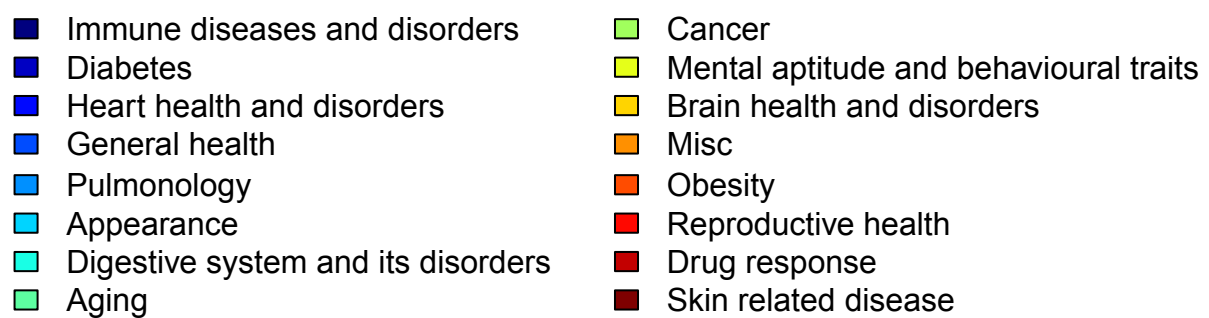 Immune diseases and disorders
Diabetes
Heart health and disorders
General health
Pulmonology
Appearance
Digestive system and its disorders
Aging
Cancer
Mental aptitude and behavioural traits
Brain health and disorders
Misc
Obesity
Reproductive health
Drug response
Skin related disease